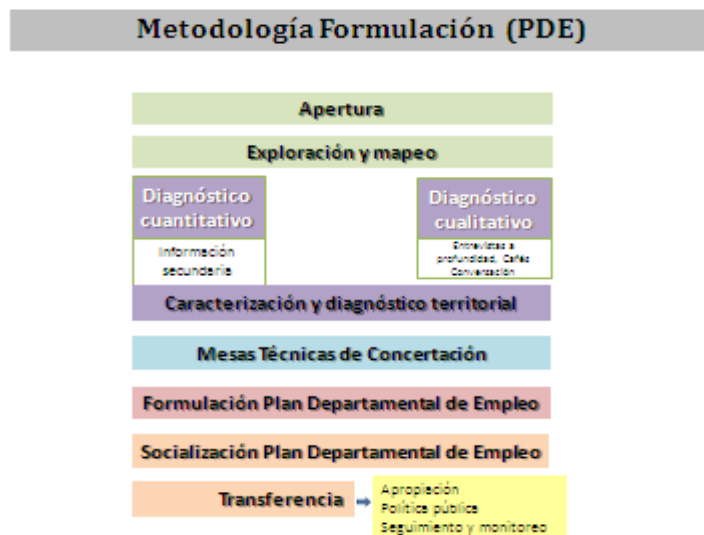 Metodología Formulación (PDE)
Apertura
Exploración y mapeo
Diagnóstico
cuantitativo
Información
secundaria
Diagnóstico
cualitativo
Entrevistas a
profundidad, Cafés
Conversación
Caracterización y diagnóstico territorial
Mesas Técnicas de Concertación
Formulación Plan Departamental de Empleo
Socialización Plan Departamental de Empleo
Transferencia
Apropiación
Política pública
Seguimiento y monitoreo